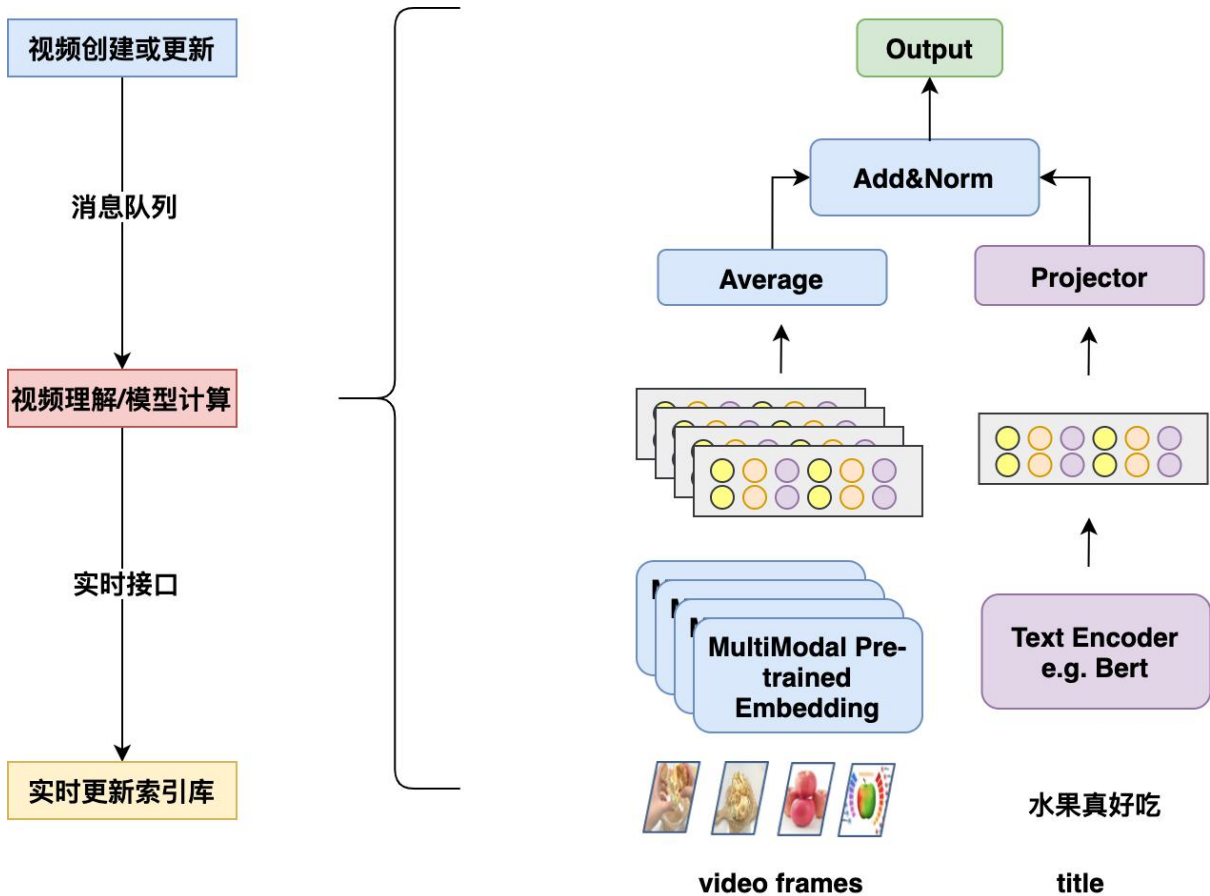 视频创建或更新
消息队列
视频理解/模型计算
实时接口
实时更新索引库
Output
Add&Norm
Average
Projector
MultiModal Pre-
trained
Embedding
Text Encoder
e.g. Bert
水果真好吃
video frames
title